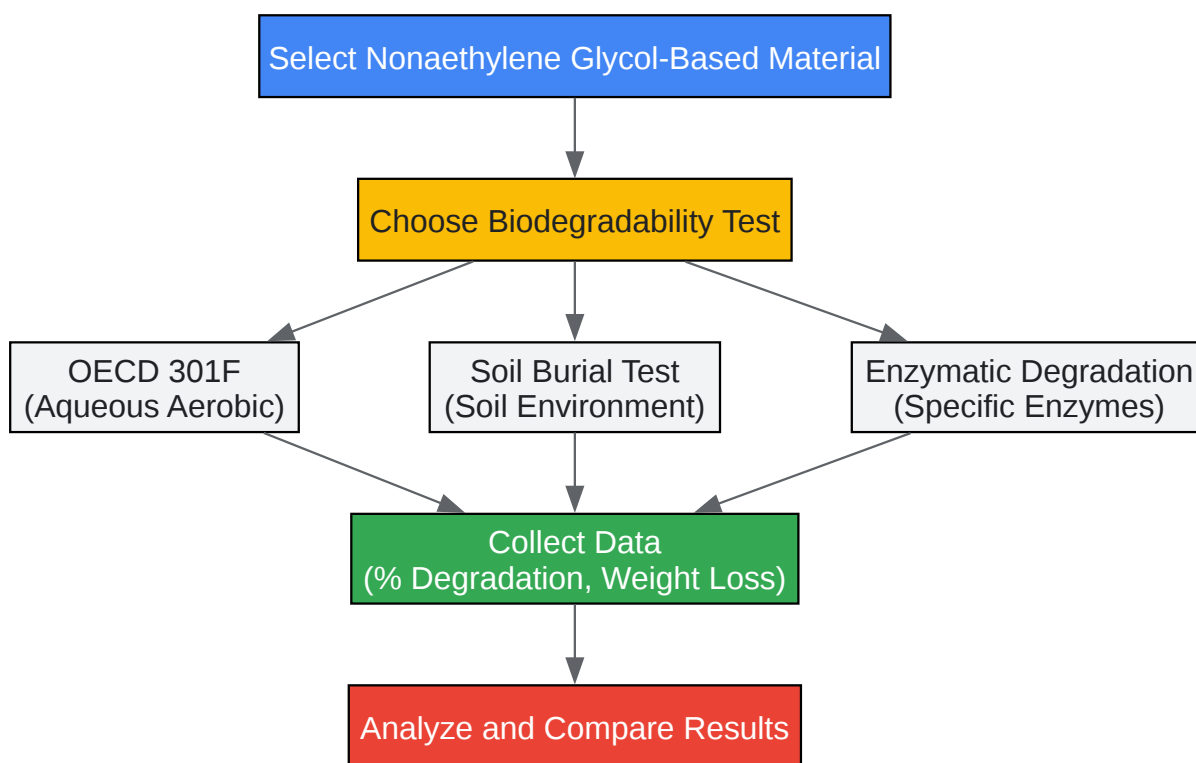 Select Nonaethylene Glycol-Based Material
Choose Biodegradability Test
OECD 301F
(Aqueous Aerobic)
Soil Burial Test
(Soil Environment)
Enzymatic Degradation
(Specific Enzymes)
Collect Data
(% Degradation, Weight Loss)
Analyze and Compare Results